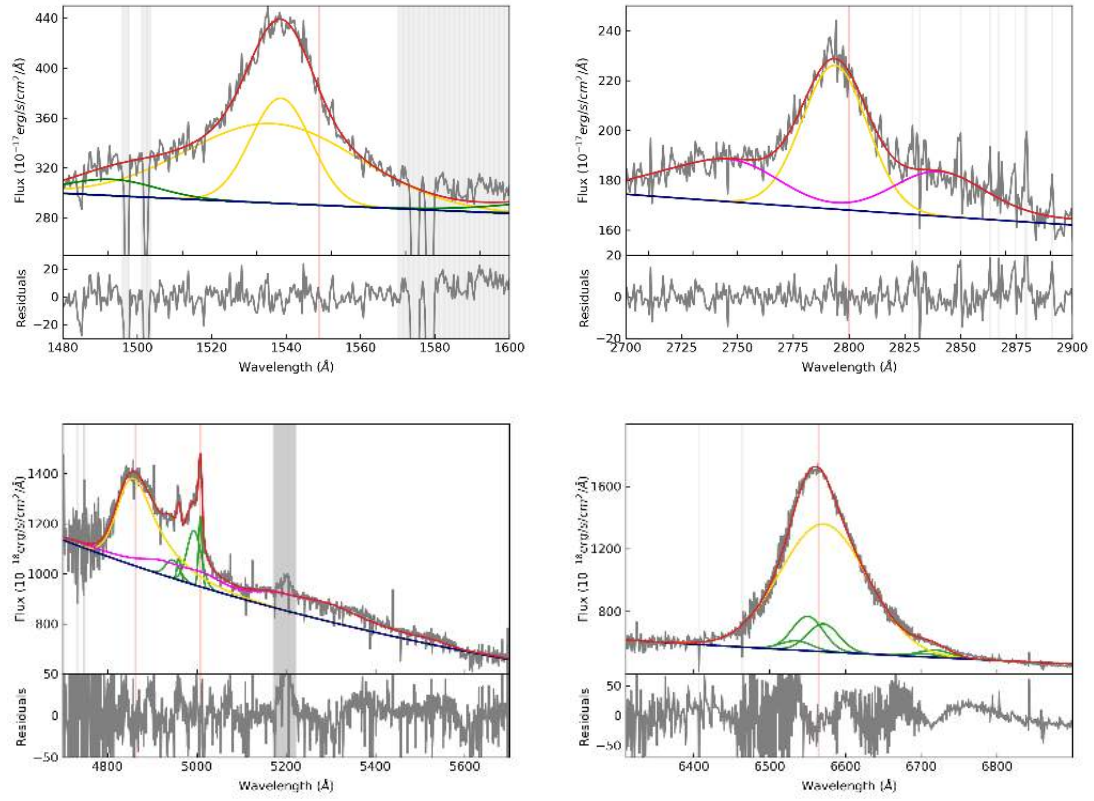 440
400
360
320
280
Flux (10⁻¹⁷erg/s/cm²/Å)
20
0
−20
Residuals
1480 1500 1520 1540 1560 1580 1600
Wavelength (Å)
240
220
200
180
160
Flux (10⁻¹⁷erg/s/cm²/Å)
20
0
−20
Residuals
2700 2725 2750 2775 2800 2825 2850 2875 2900
Wavelength (Å)
1400
1200
1000
800
Flux (10 ¹⁸erg/s/cm²/Å)
50
0
−50
Residuals
4800 5000 5200 5400 5600
Wavelength (Å)
1600
1200
800
Flux (10 ¹⁸erg/s/cm²/Å)
50
0
−50
Residuals
6400 6500 6600 6700 6800
Wavelength (Å)